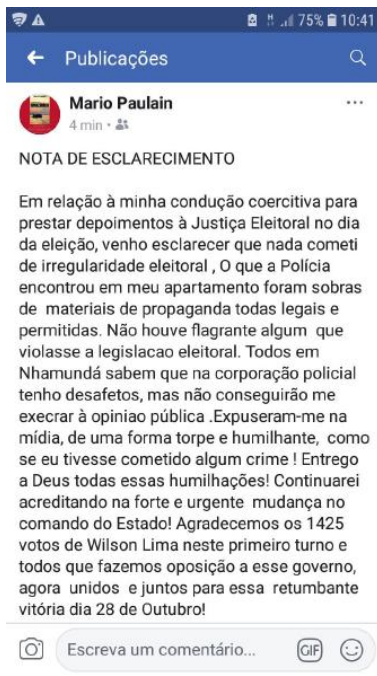 75% 10:41
Publicações
Mario Paulain
4 min
NOTA DE ESCLARECIMENTO
Em relação à minha condução coercitiva para
prestar depoimentos à Justiça Eleitoral no dia
da eleição, venho esclarecer que nada cometi
de irregularidade eleitoral , O que a Polícia
encontrou em meu apartamento foram sobras
de materiais de propaganda todas legais e
permitidas. Não houve flagrante algum que
violasse a legislacao eleitoral. Todos em
Nhamundá sabem que na corporação policial
tenho desafetos, mas não conseguirão me
execrar à opiniao pública .Expuseram-me na
mídia, de uma forma torpe e humilhante, como
se eu tivesse cometido algum crime ! Entrego
a Deus todas essas humilhações! Continuarei
acreditando na forte e urgente mudança no
comando do Estado! Agradecemos os 1425
votos de Wilson Lima neste primeiro turno e
todos que fazemos oposição a esse governo,
agora unidos e juntos para essa retumbante
vitória dia 28 de Outubro!
Escreva um comentário... GIF